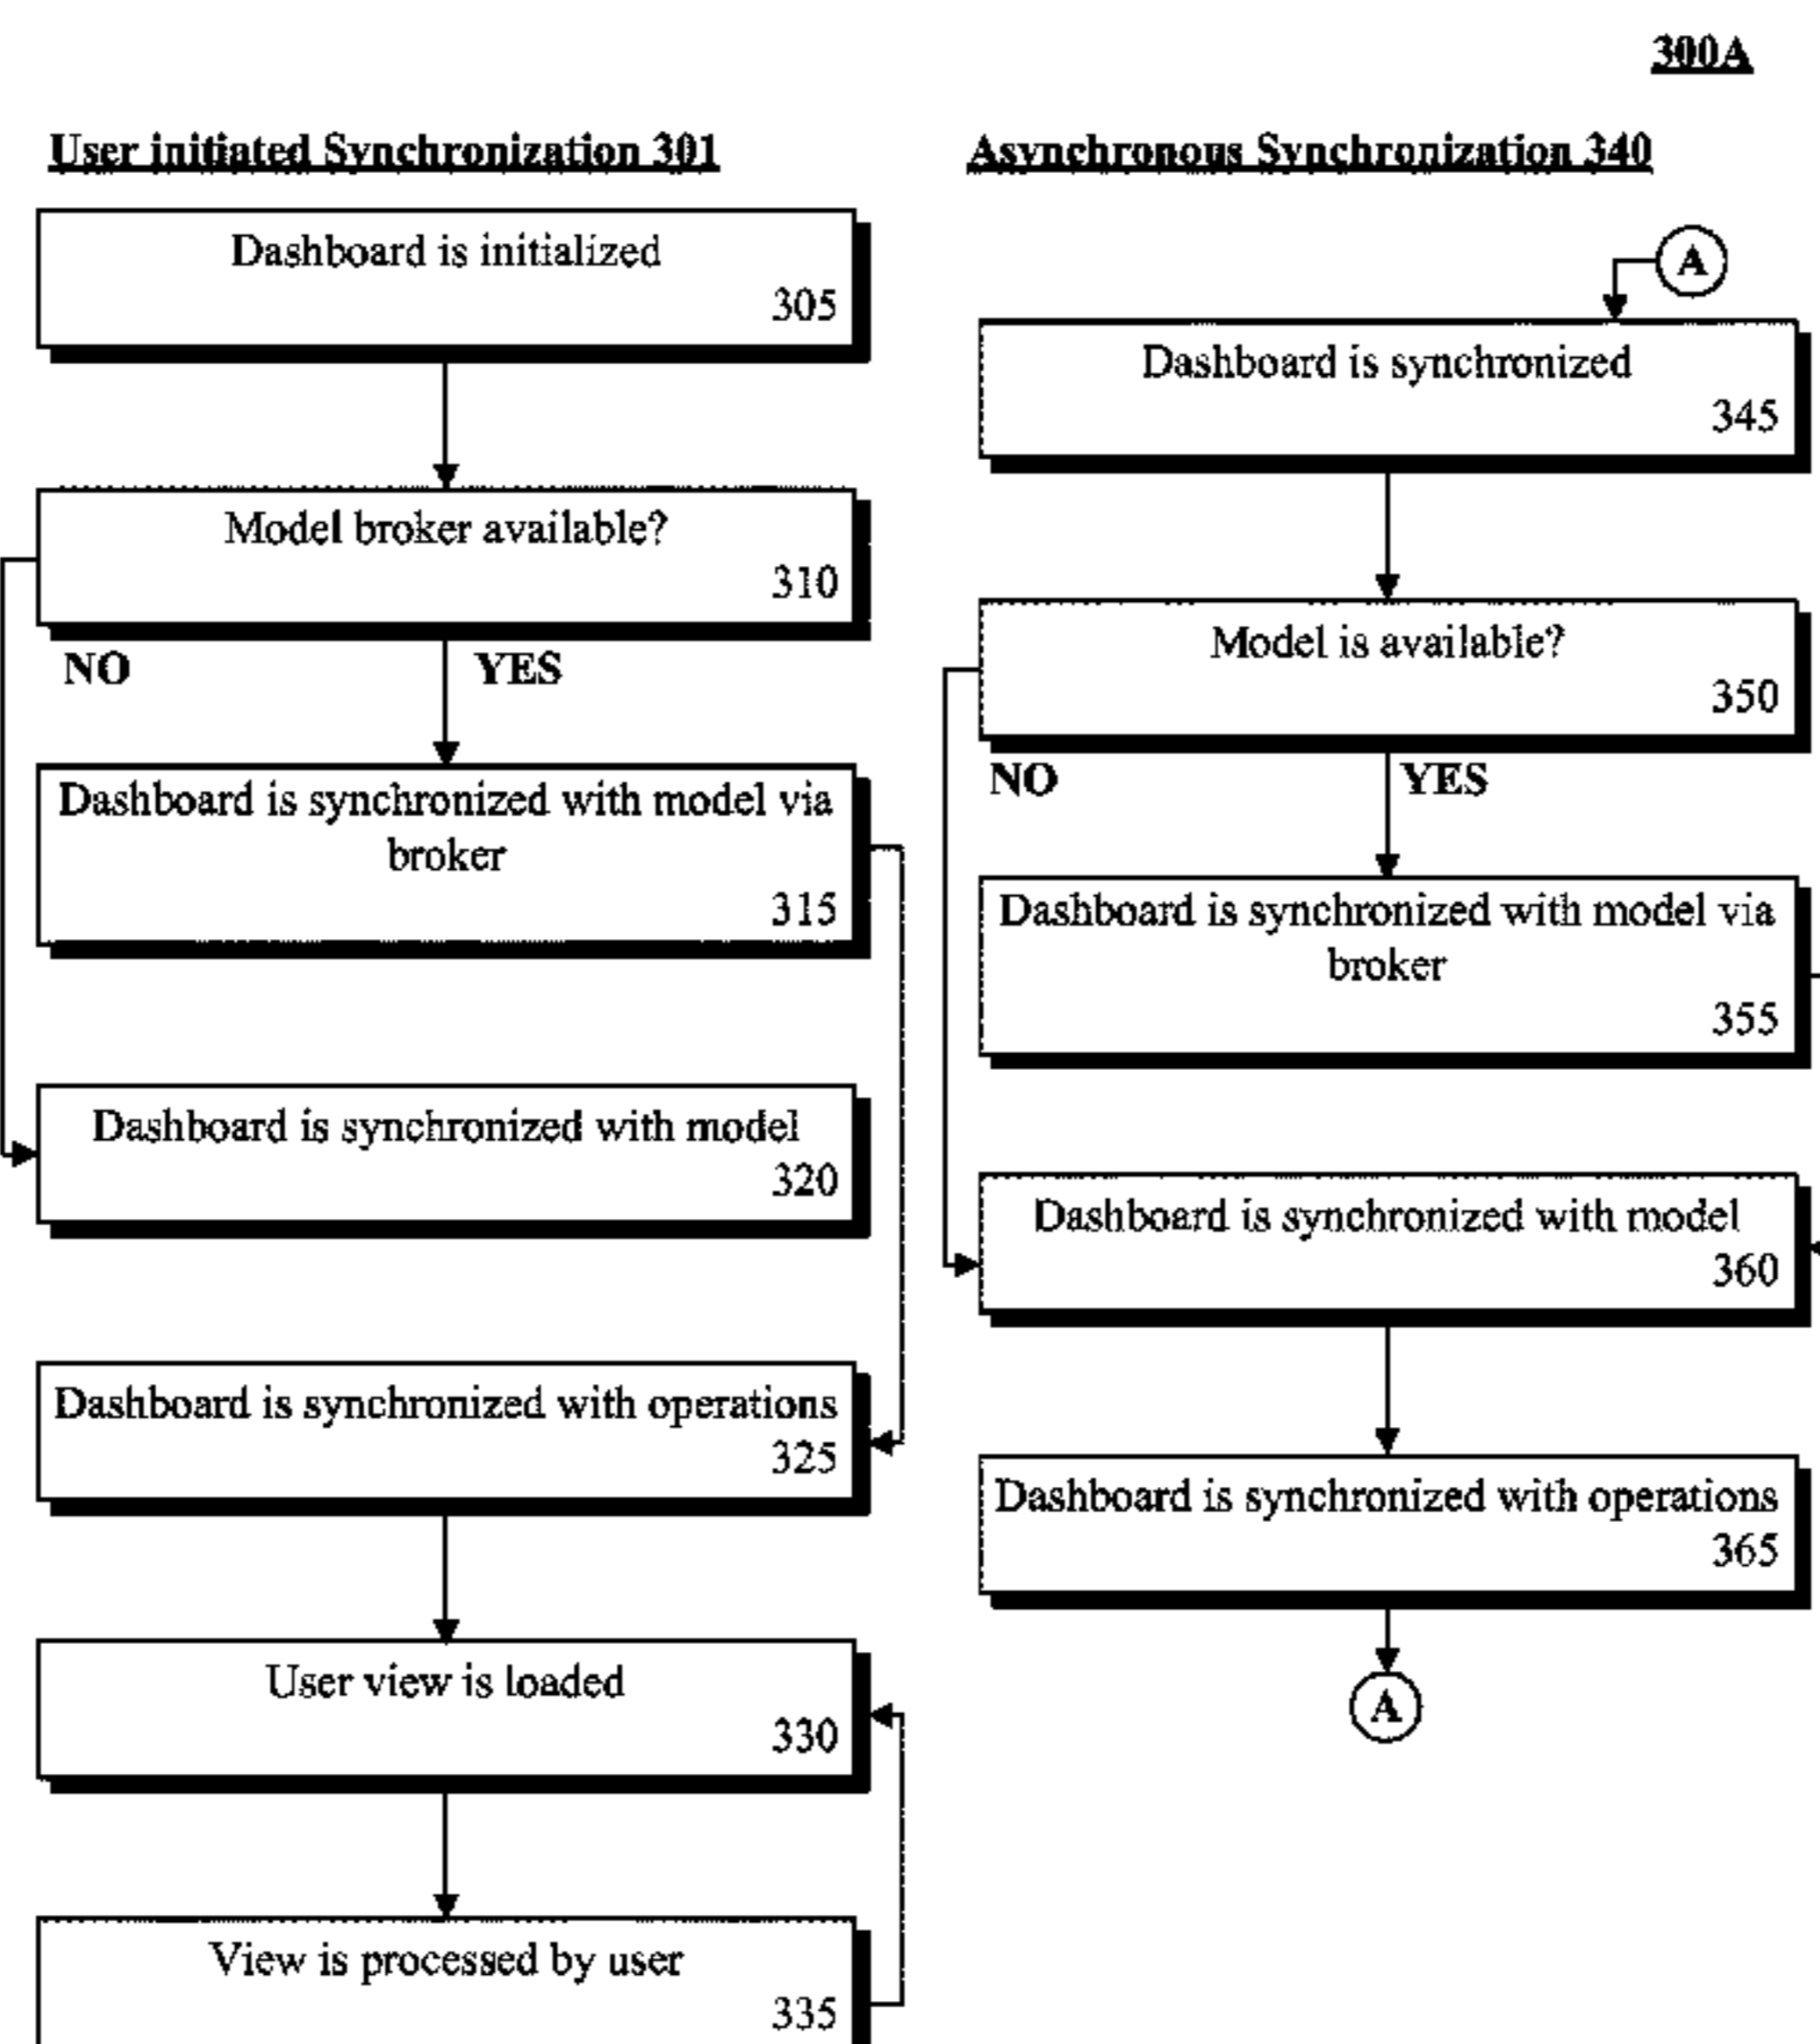 300A
User initiated Synchronization 301
Dashboard is initialized
305
Model broker available?
310
NO
YES
Dashboard is synchronized with model via
broker
315
Dashboard is synchronized with model
320
Dashboard is synchronized with operations
325
User view is loaded
330
View is processed by user
335
Asynchronous Synchronization 340
A
Dashboard is synchronized
345
Model is available?
350
NO
YES
Dashboard is synchronized with model via
broker
355
Dashboard is synchronized with model
360
Dashboard is synchronized with operations
365
A